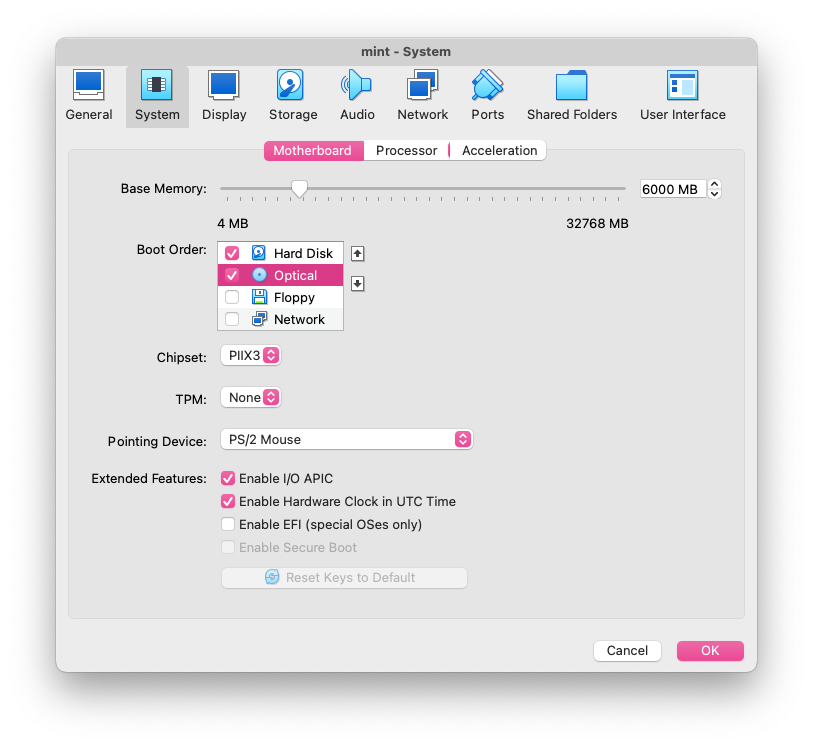 mint - System
General System Display Storage Audio Network Ports Shared Folders User Interface
Motherboard Processor Acceleration
Base Memory: 6000 MB
4 MB 32768 MB
Boot Order: Hard Disk
Optical
Floppy
Network
Chipset: PIIX3
TPM: None
Pointing Device: PS/2 Mouse
Extended Features: Enable I/O APIC
Enable Hardware Clock in UTC Time
Enable EFI (special OSes only)
Enable Secure Boot
Reset Keys to Default
Cancel OK